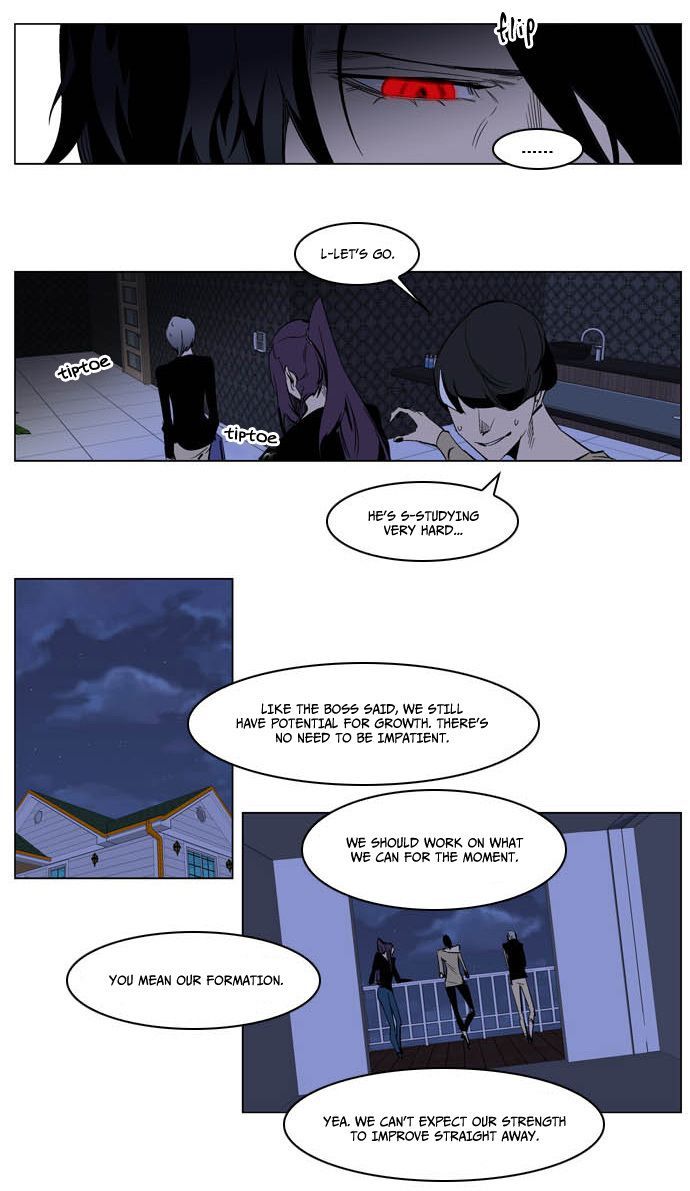 flip
......
L-LET'S GO.
tiptoe
tiptoe
HE'S S-STUDYING
VERY HARD...
LIKE THE BOSS SAID, WE STILL
HAVE POTENTIAL FOR GROWTH. THERE'S
NO NEED TO BE IMPATIENT.
WE SHOULD WORK ON WHAT
WE CAN FOR THE MOMENT.
YOU MEAN OUR FORMATION.
YEA. WE CAN'T EXPECT OUR STRENGTH
TO IMPROVE STRAIGHT AWAY.